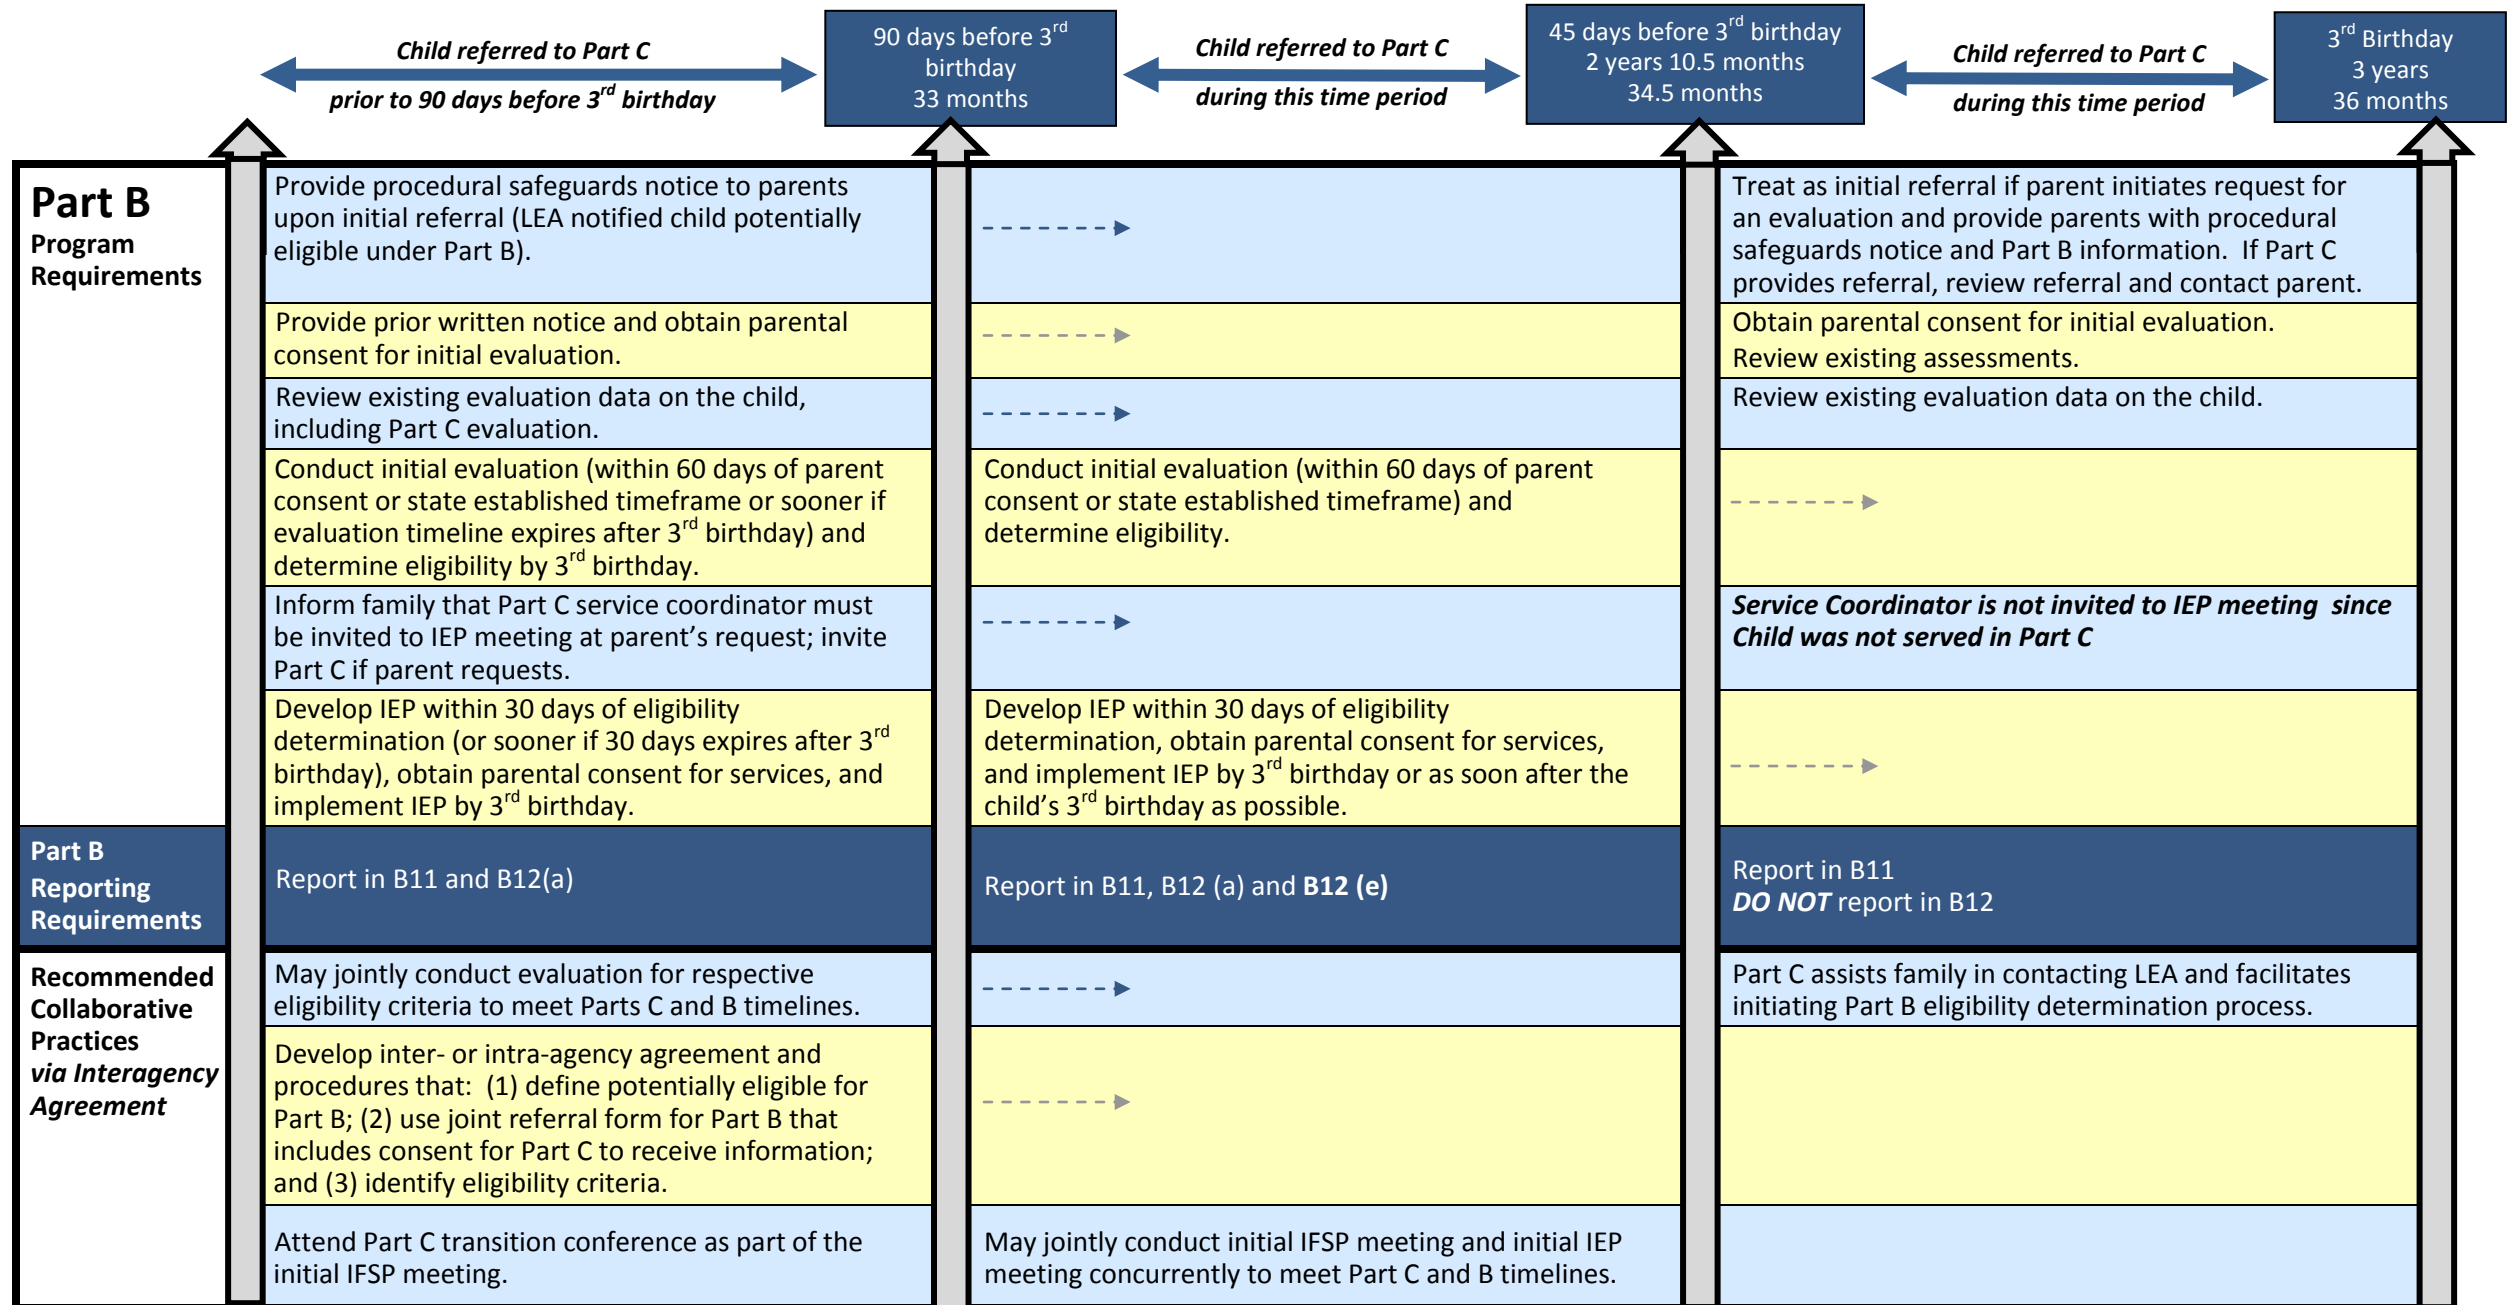 Child referred to Part C
prior to 90 days before 3rd birthday
90 days before 3rd
birthday
33 months
Child referred to Part C
during this time period
45 days before 3rd birthday
2 years 10.5 months
34.5 months
Child referred to Part C
during this time period
3rd Birthday
3 years
36 months
Part B
Program
Requirements
Provide procedural safeguards notice to parents
upon initial referral (LEA notified child potentially
eligible under Part B).
Treat as initial referral if parent initiates request for
an evaluation and provide parents with procedural
safeguards notice and Part B information.  If Part C
provides referral, review referral and contact parent.
Provide prior written notice and obtain parental
consent for initial evaluation.
Obtain parental consent for initial evaluation.
Review existing assessments.
Review existing evaluation data on the child,
including Part C evaluation.
Review existing evaluation data on the child.
Conduct initial evaluation (within 60 days of parent
consent or state established timeframe or sooner if
evaluation timeline expires after 3rd birthday) and
determine eligibility by 3rd birthday.
Conduct initial evaluation (within 60 days of parent
consent or state established timeframe) and
determine eligibility.
Inform family that Part C service coordinator must
be invited to IEP meeting at parent’s request; invite
Part C if parent requests.
Service Coordinator is not invited to IEP meeting  since
Child was not served in Part C
Develop IEP within 30 days of eligibility
determination (or sooner if 30 days expires after 3rd
birthday), obtain parental consent for services, and
implement IEP by 3rd birthday.
Develop IEP within 30 days of eligibility
determination, obtain parental consent for services,
and implement IEP by 3rd birthday or as soon after the
child’s 3rd birthday as possible.
Part B
Reporting
Requirements
Report in B11 and B12(a)
Report in B11, B12 (a) and B12 (e)
Report in B11
DO NOT report in B12
Recommended
Collaborative
Practices
via Interagency
Agreement
May jointly conduct evaluation for respective
eligibility criteria to meet Parts C and B timelines.
Part C assists family in contacting LEA and facilitates
initiating Part B eligibility determination process.
Develop inter- or intra-agency agreement and
procedures that:  (1) define potentially eligible for
Part B; (2) use joint referral form for Part B that
includes consent for Part C to receive information;
and (3) identify eligibility criteria.
Attend Part C transition conference as part of the
initial IFSP meeting.
May jointly conduct initial IFSP meeting and initial IEP
meeting concurrently to meet Part C and B timelines.